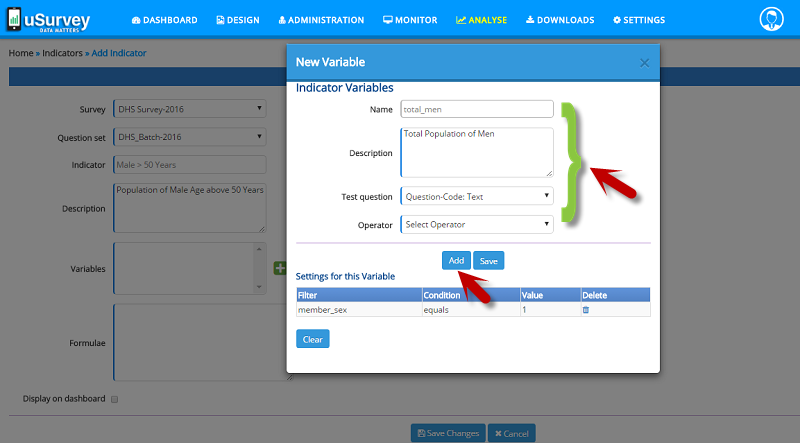 uSurvey
DATA MATTERS
DASHBOARD DESIGN ADMINISTRATION MONITOR ANALYSE DOWNLOADS SETTINGS
Home » Indicators » Add Indicator
Survey DHS Survey-2016
Question set DHS_Batch-2016
Indicator Male > 50 Years
Description Population of Male Age above 50 Years
Variables
Formulae
Display on dashboard
Save Changes Cancel
New Variable ×
Indicator Variables
Name total_men
Description Total Population of Men
Test question Question-Code: Text
Operator Select Operator
Add Save
Settings for this Variable
Filter Condition Value Delete
member_sex equals 1
Clear